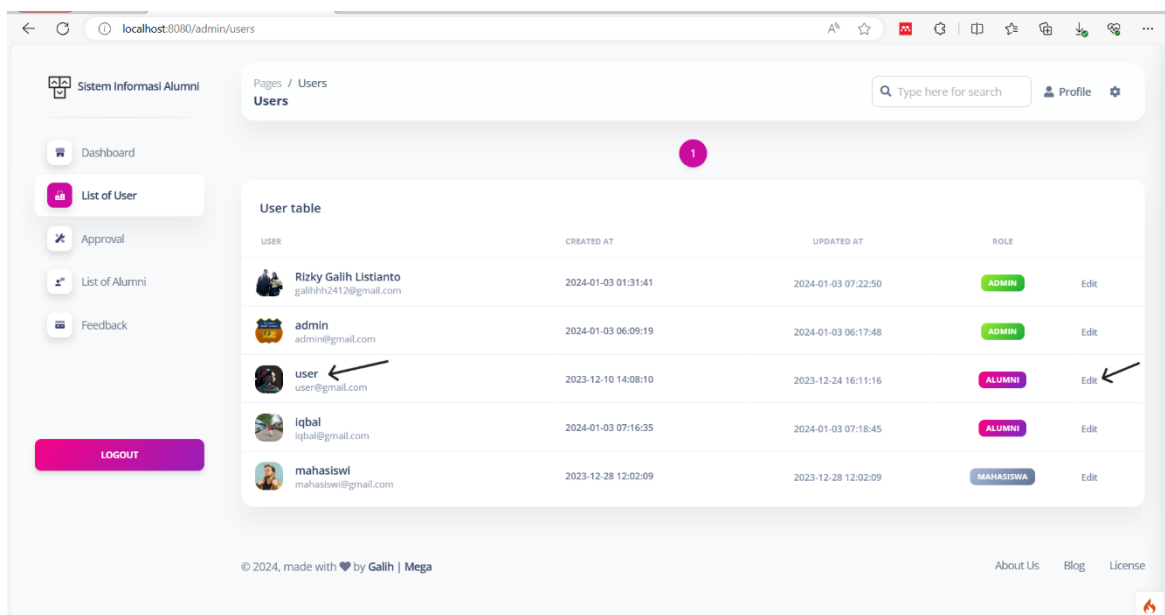 localhost:8080/admin/users
Sistem Informasi Alumni
Pages / Users
Users
Type here for search
Profile
Dashboard
List of User
Approval
List of Alumni
Feedback
LOGOUT
1
User table
USER CREATED AT UPDATED AT ROLE
Rizky Galih Listianto
galihhh2412@gmail.com
2024-01-03 01:31:41 2024-01-03 07:22:50 ADMIN Edit
admin
admin@gmail.com
2024-01-03 06:09:19 2024-01-03 06:17:48 ADMIN Edit
user
user@gmail.com
2023-12-10 14:08:10 2023-12-24 16:11:16 ALUMNI Edit
iqbal
iqbal@gmail.com
2024-01-03 07:16:35 2024-01-03 07:18:45 ALUMNI Edit
mahasiswi
mahasiswi@gmail.com
2023-12-28 12:02:09 2023-12-28 12:02:09 MAHASISWA Edit
© 2024, made with ♥ by Galih | Mega
About Us Blog License